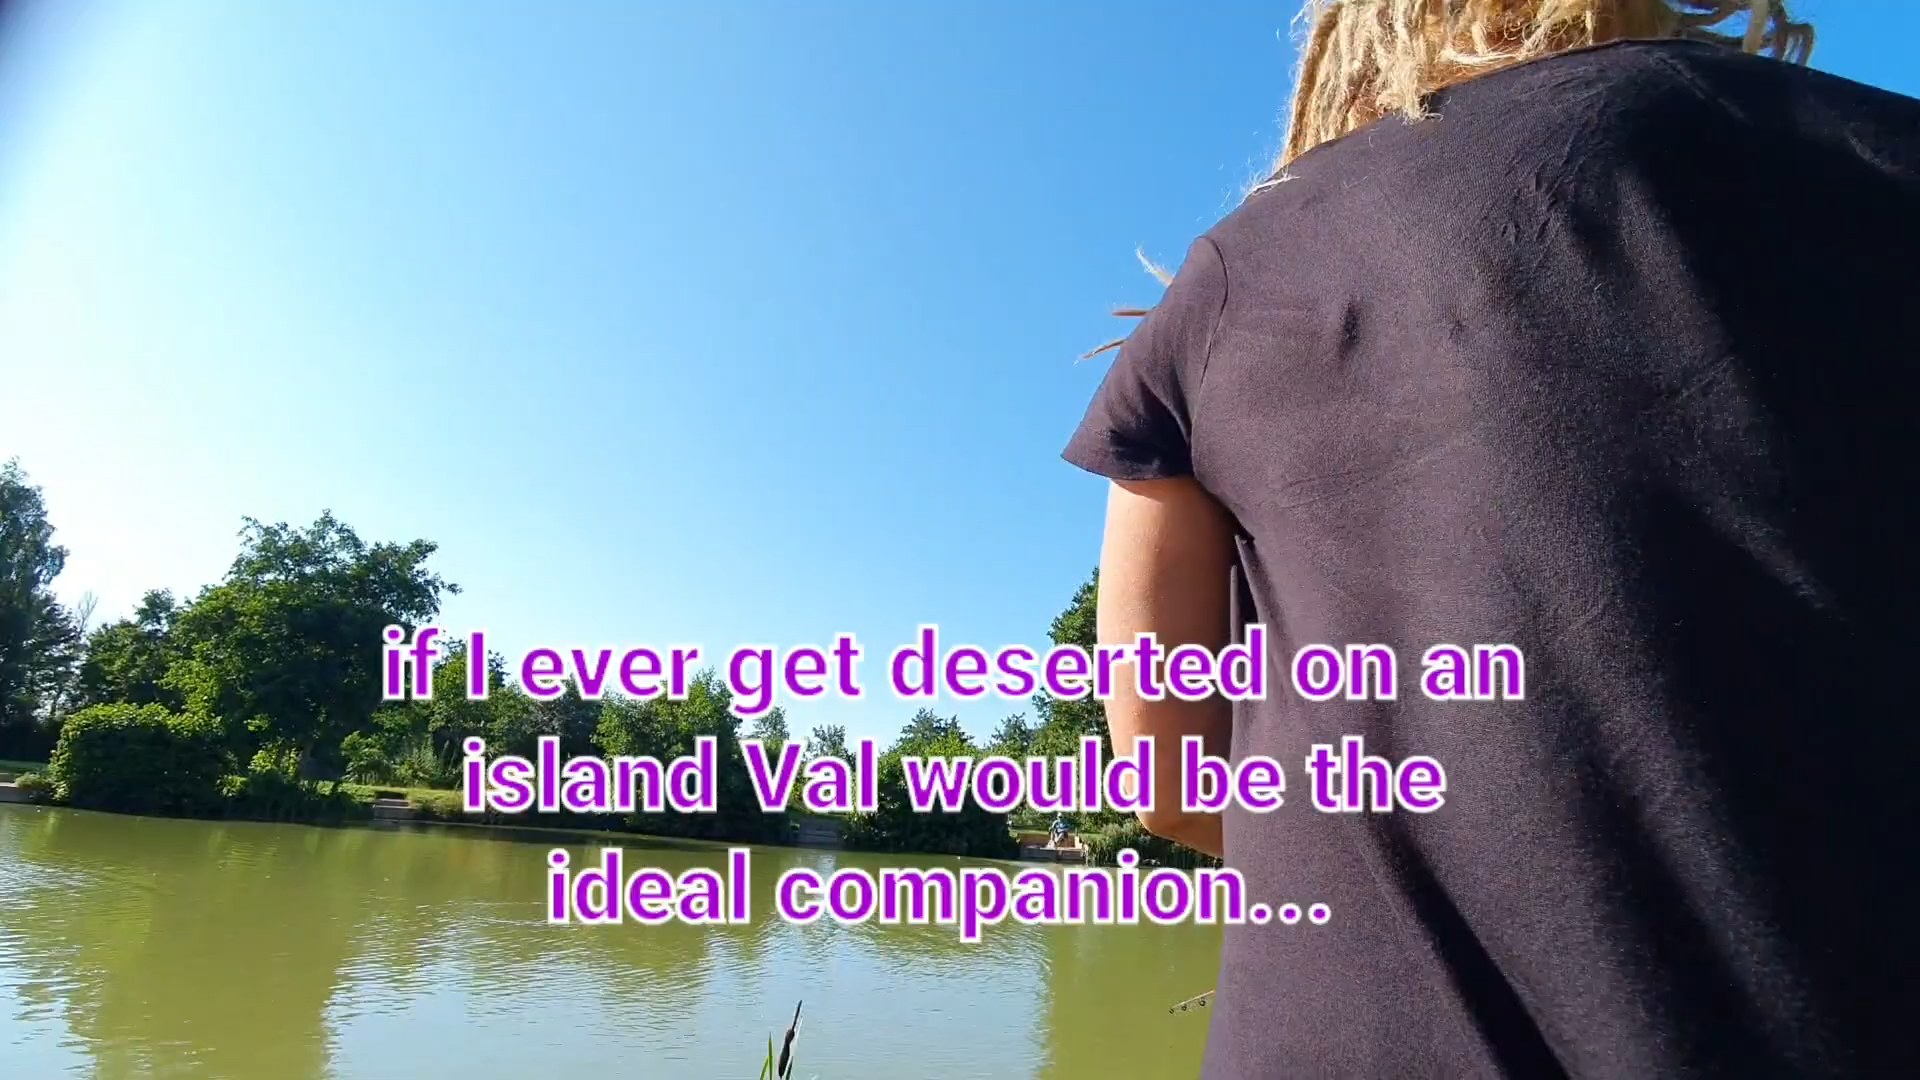 if I ever get deserted on an
island Val would be the
ideal companion...